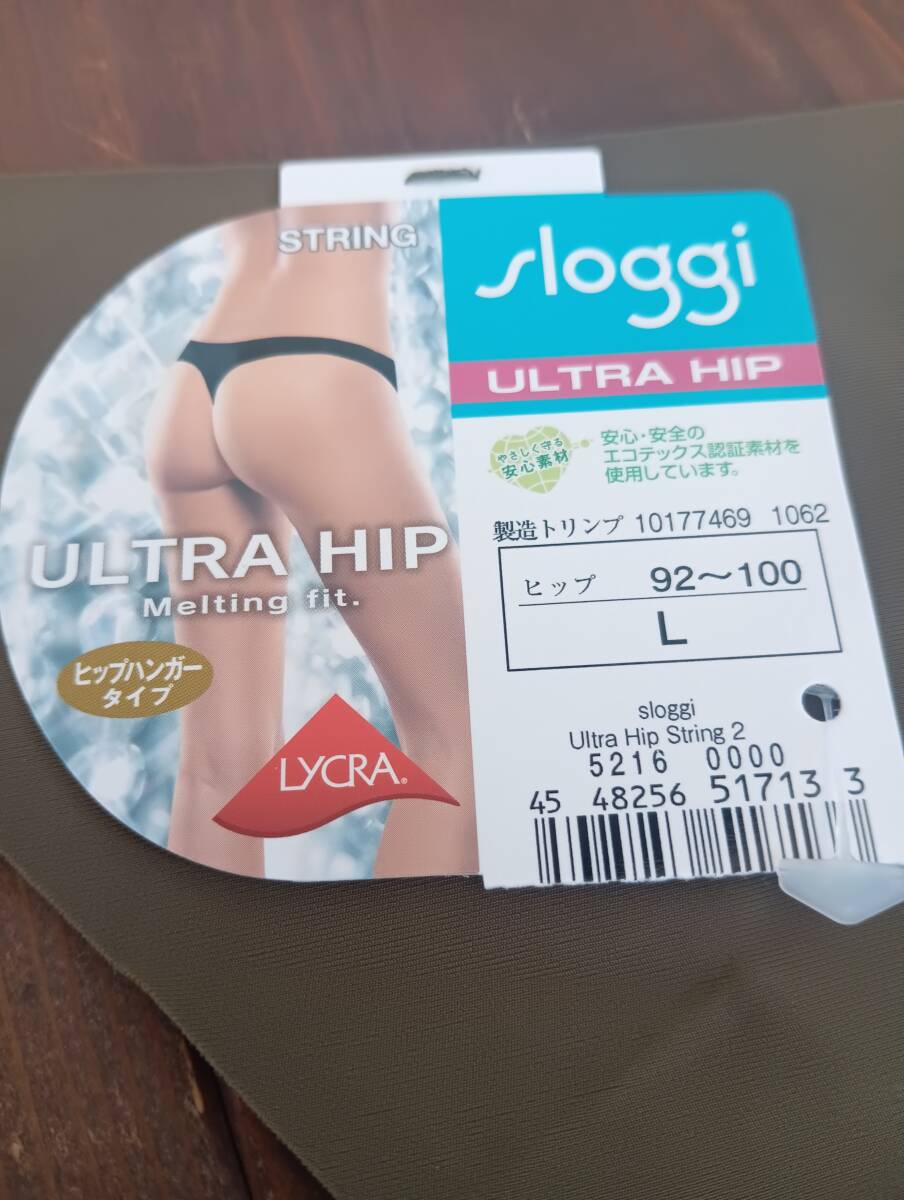 STRING
ULTRA HIP
Melting fit.
ヒップハンガー
タイプ
LYCRA®
sloggi
ULTRA HIP
やさしく守る
安心素材
安心・安全の
エコテックス認証素材を
使用しています。
製造トリンプ 10177469 1062
ヒップ 92～100
L
sloggi
Ultra Hip String 2
5216 0000
45 48256 51713 3